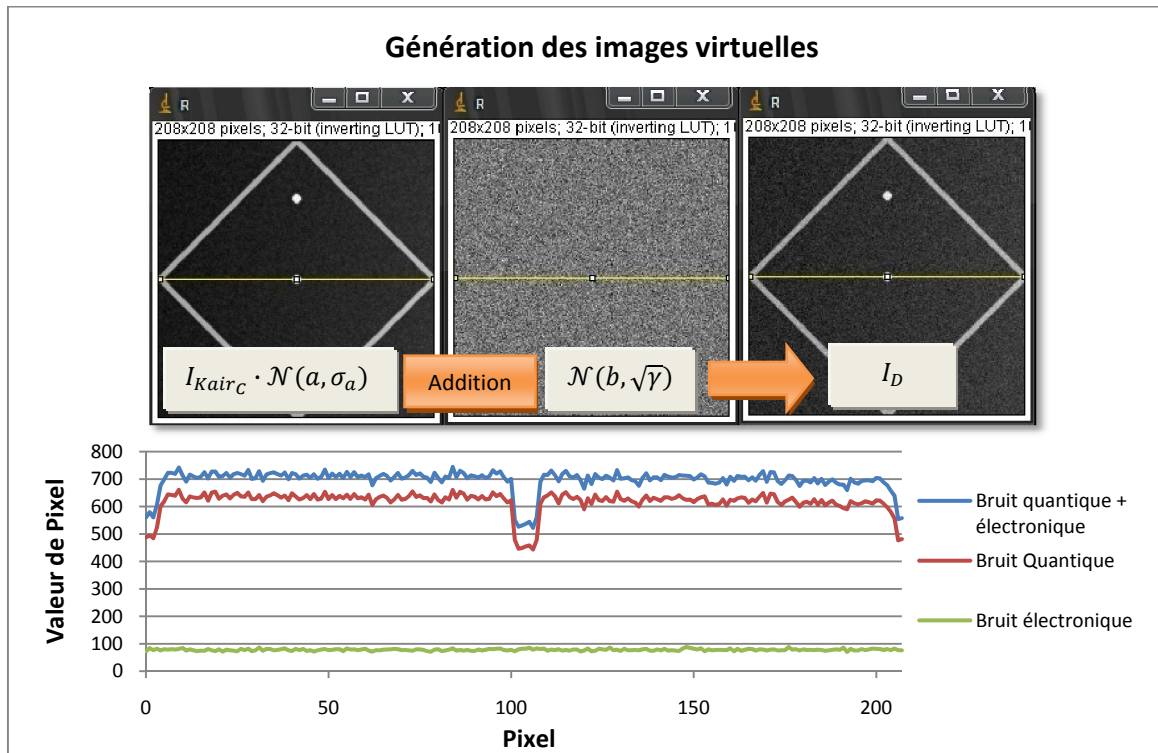 Génération des images virtuelles
R
R
R
208x208 pixels; 32-bit (inverting LUT); 1
208x208 pixels; 32-bit (inverting LUT); 1
208x208 pixels; 32-bit (inverting LUT); 1
I_{Kair_C} · 𝒩(a, σ_a)
Addition
𝒩(b, √γ)
I_D
800
700
600
500
400
300
200
100
0
Valeur de Pixel
0 50 100 150 200
Pixel
Bruit quantique +
électronique
Bruit Quantique
Bruit électronique